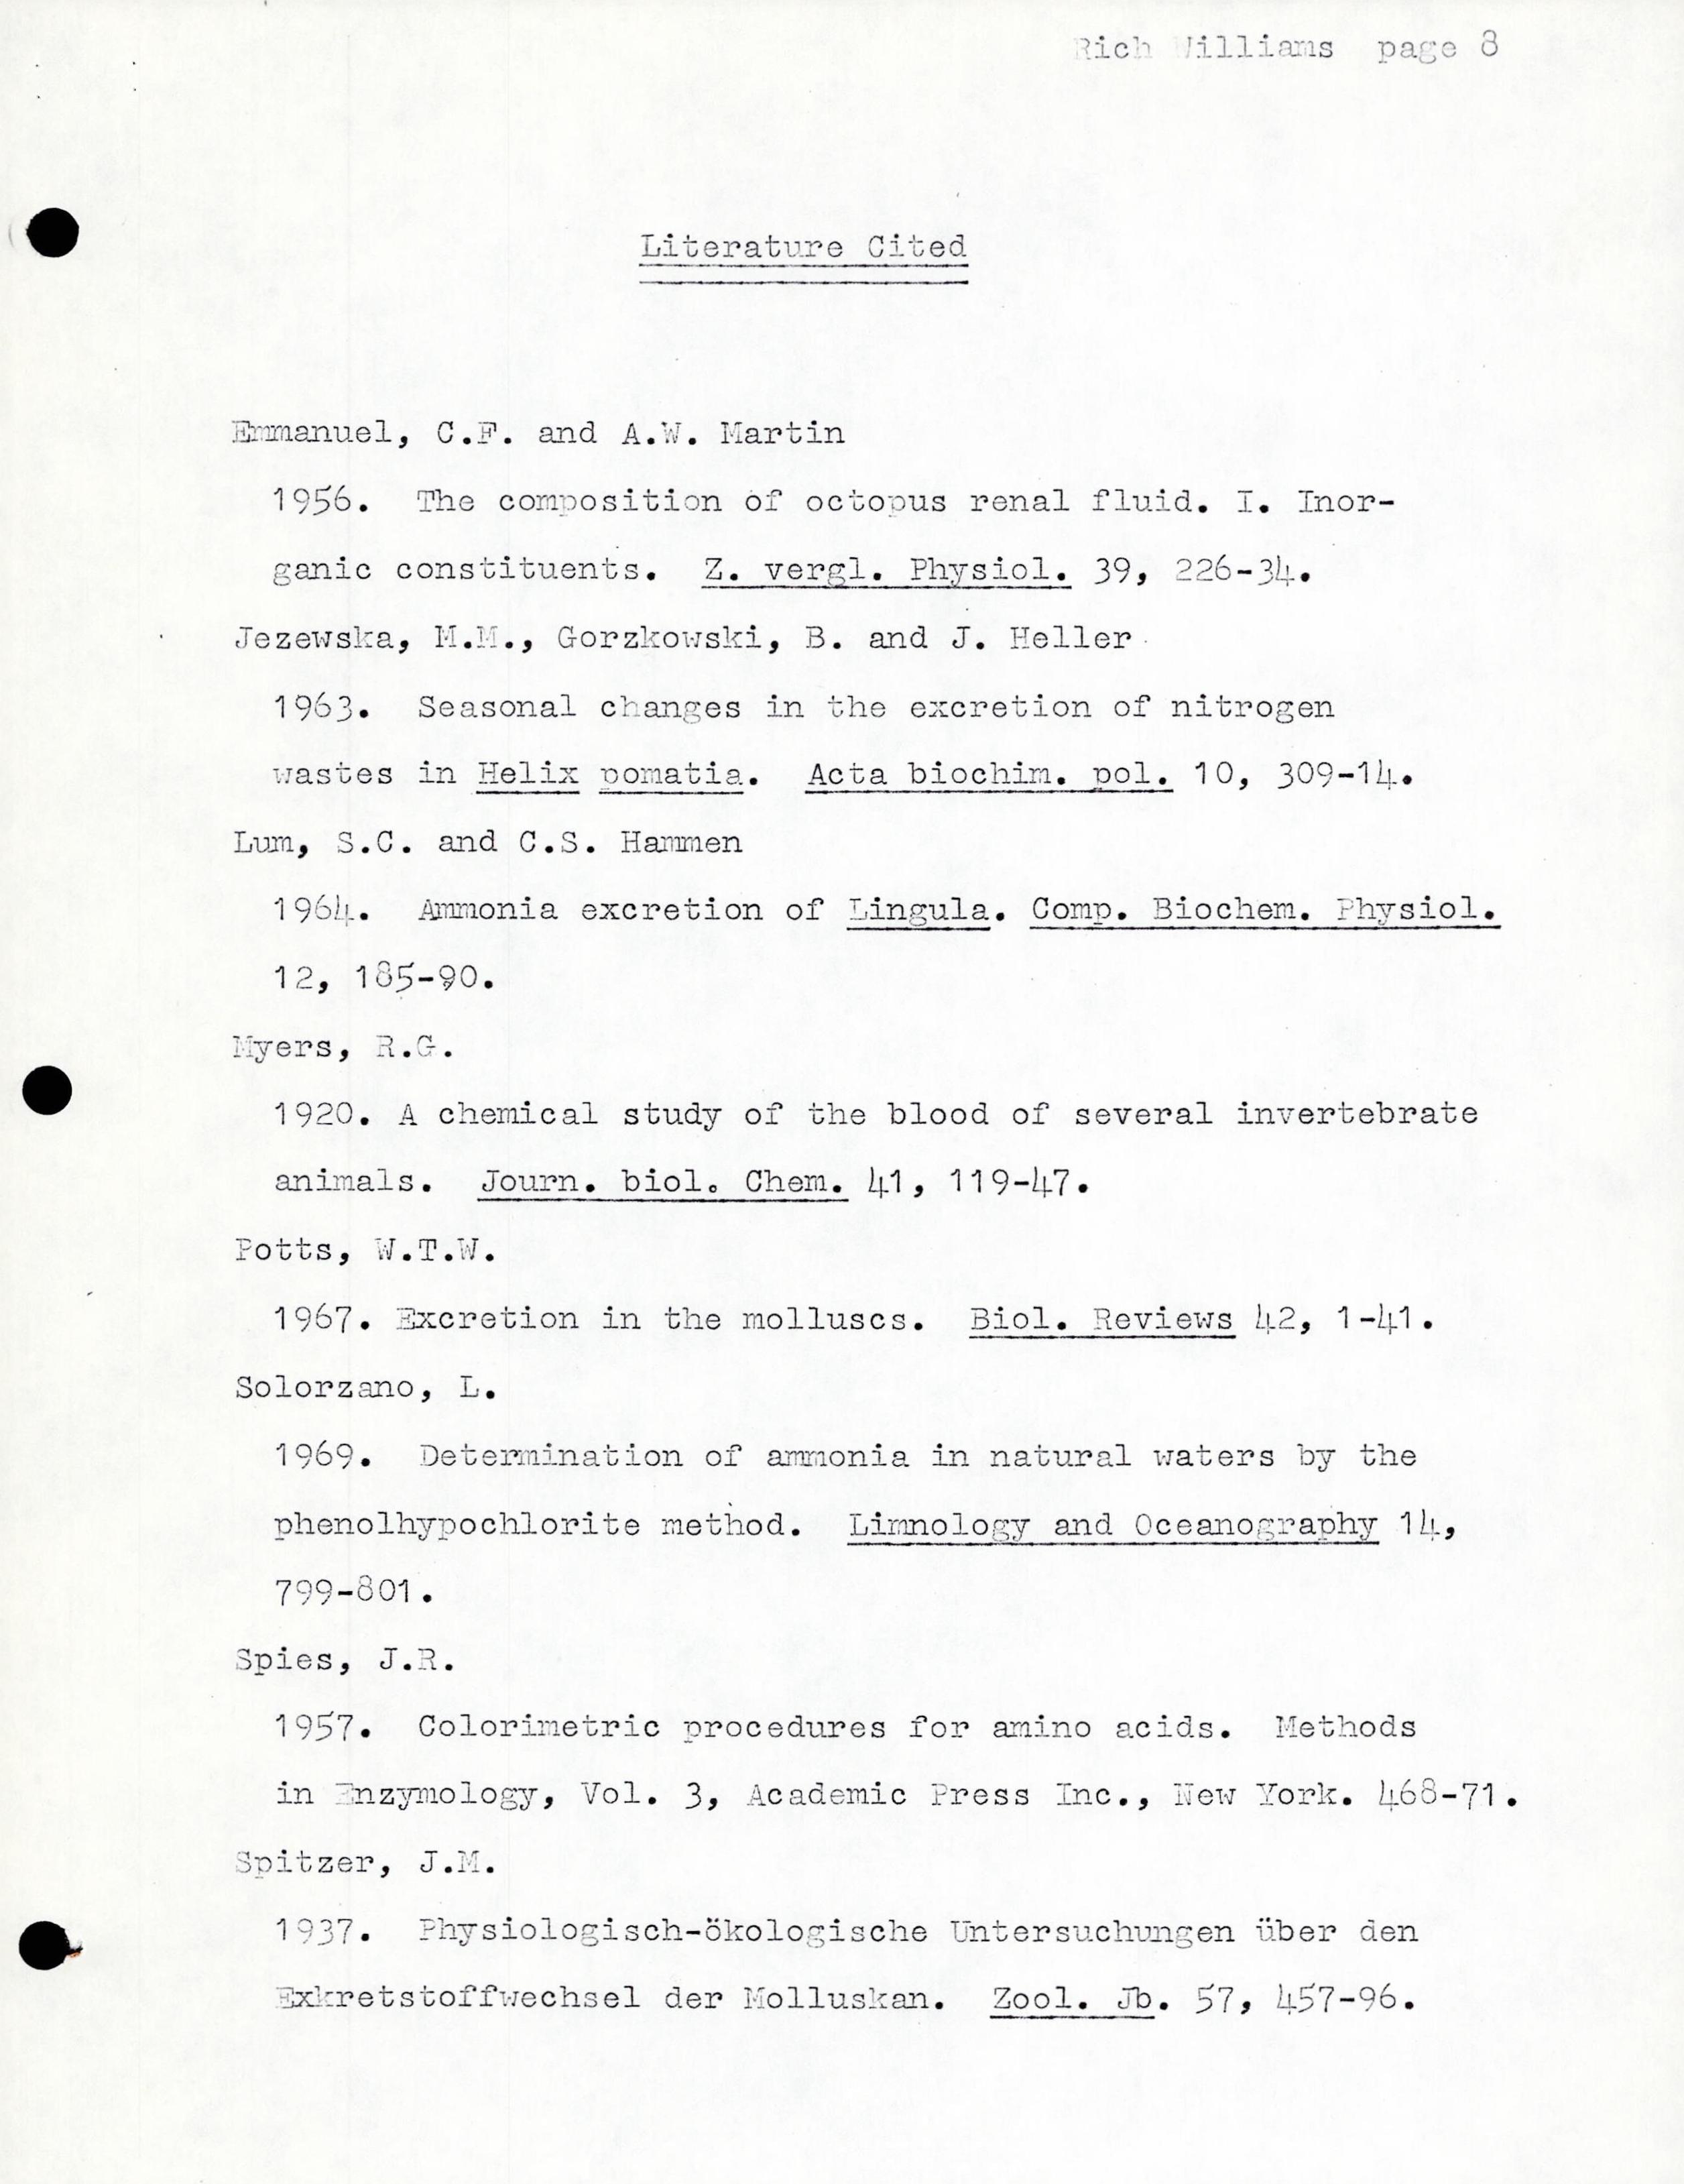 Rich Williams page 8
Literature Cited
Emmanuel, C.F. and A.W. Martin
1956. The composition of octopus renal fluid. I. Inor-
ganic constituents. Z. vergl. Physiol. 39, 226-34.
Jezewska, M.M., Gorzkowski, B. and J. Heller
1963. Seasonal changes in the excretion of nitrogen
wastes in Helix pomatia. Acta biochim. pol. 10, 309-14.
Lum, S.C. and C.S. Hammen
1964. Ammonia excretion of Lingula. Comp. Biochem. Physiol.
12, 185-90.
Myers, R.G.
1920. A chemical study of the blood of several invertebrate
animals. Journ. biol. Chem. 41, 119-47.
Potts, W.T.W.
1967. Excretion in the molluscs. Biol. Reviews 42, 1-41.
Solorzano, L.
1969. Determination of ammonia in natural waters by the
phenolhypochlorite method. Limnology and Oceanography 14,
799-801.
Spies, J.R.
1957. Colorimetric procedures for amino acids. Methods
in Enzymology, Vol. 3, Academic Press Inc., New York. 468-71.
Spitzer, J.M.
1937. Physiologisch-ökologische Untersuchungen über den
Exkretstoffwechsel der Molluskan. Zool. Jb. 57, 457-96.